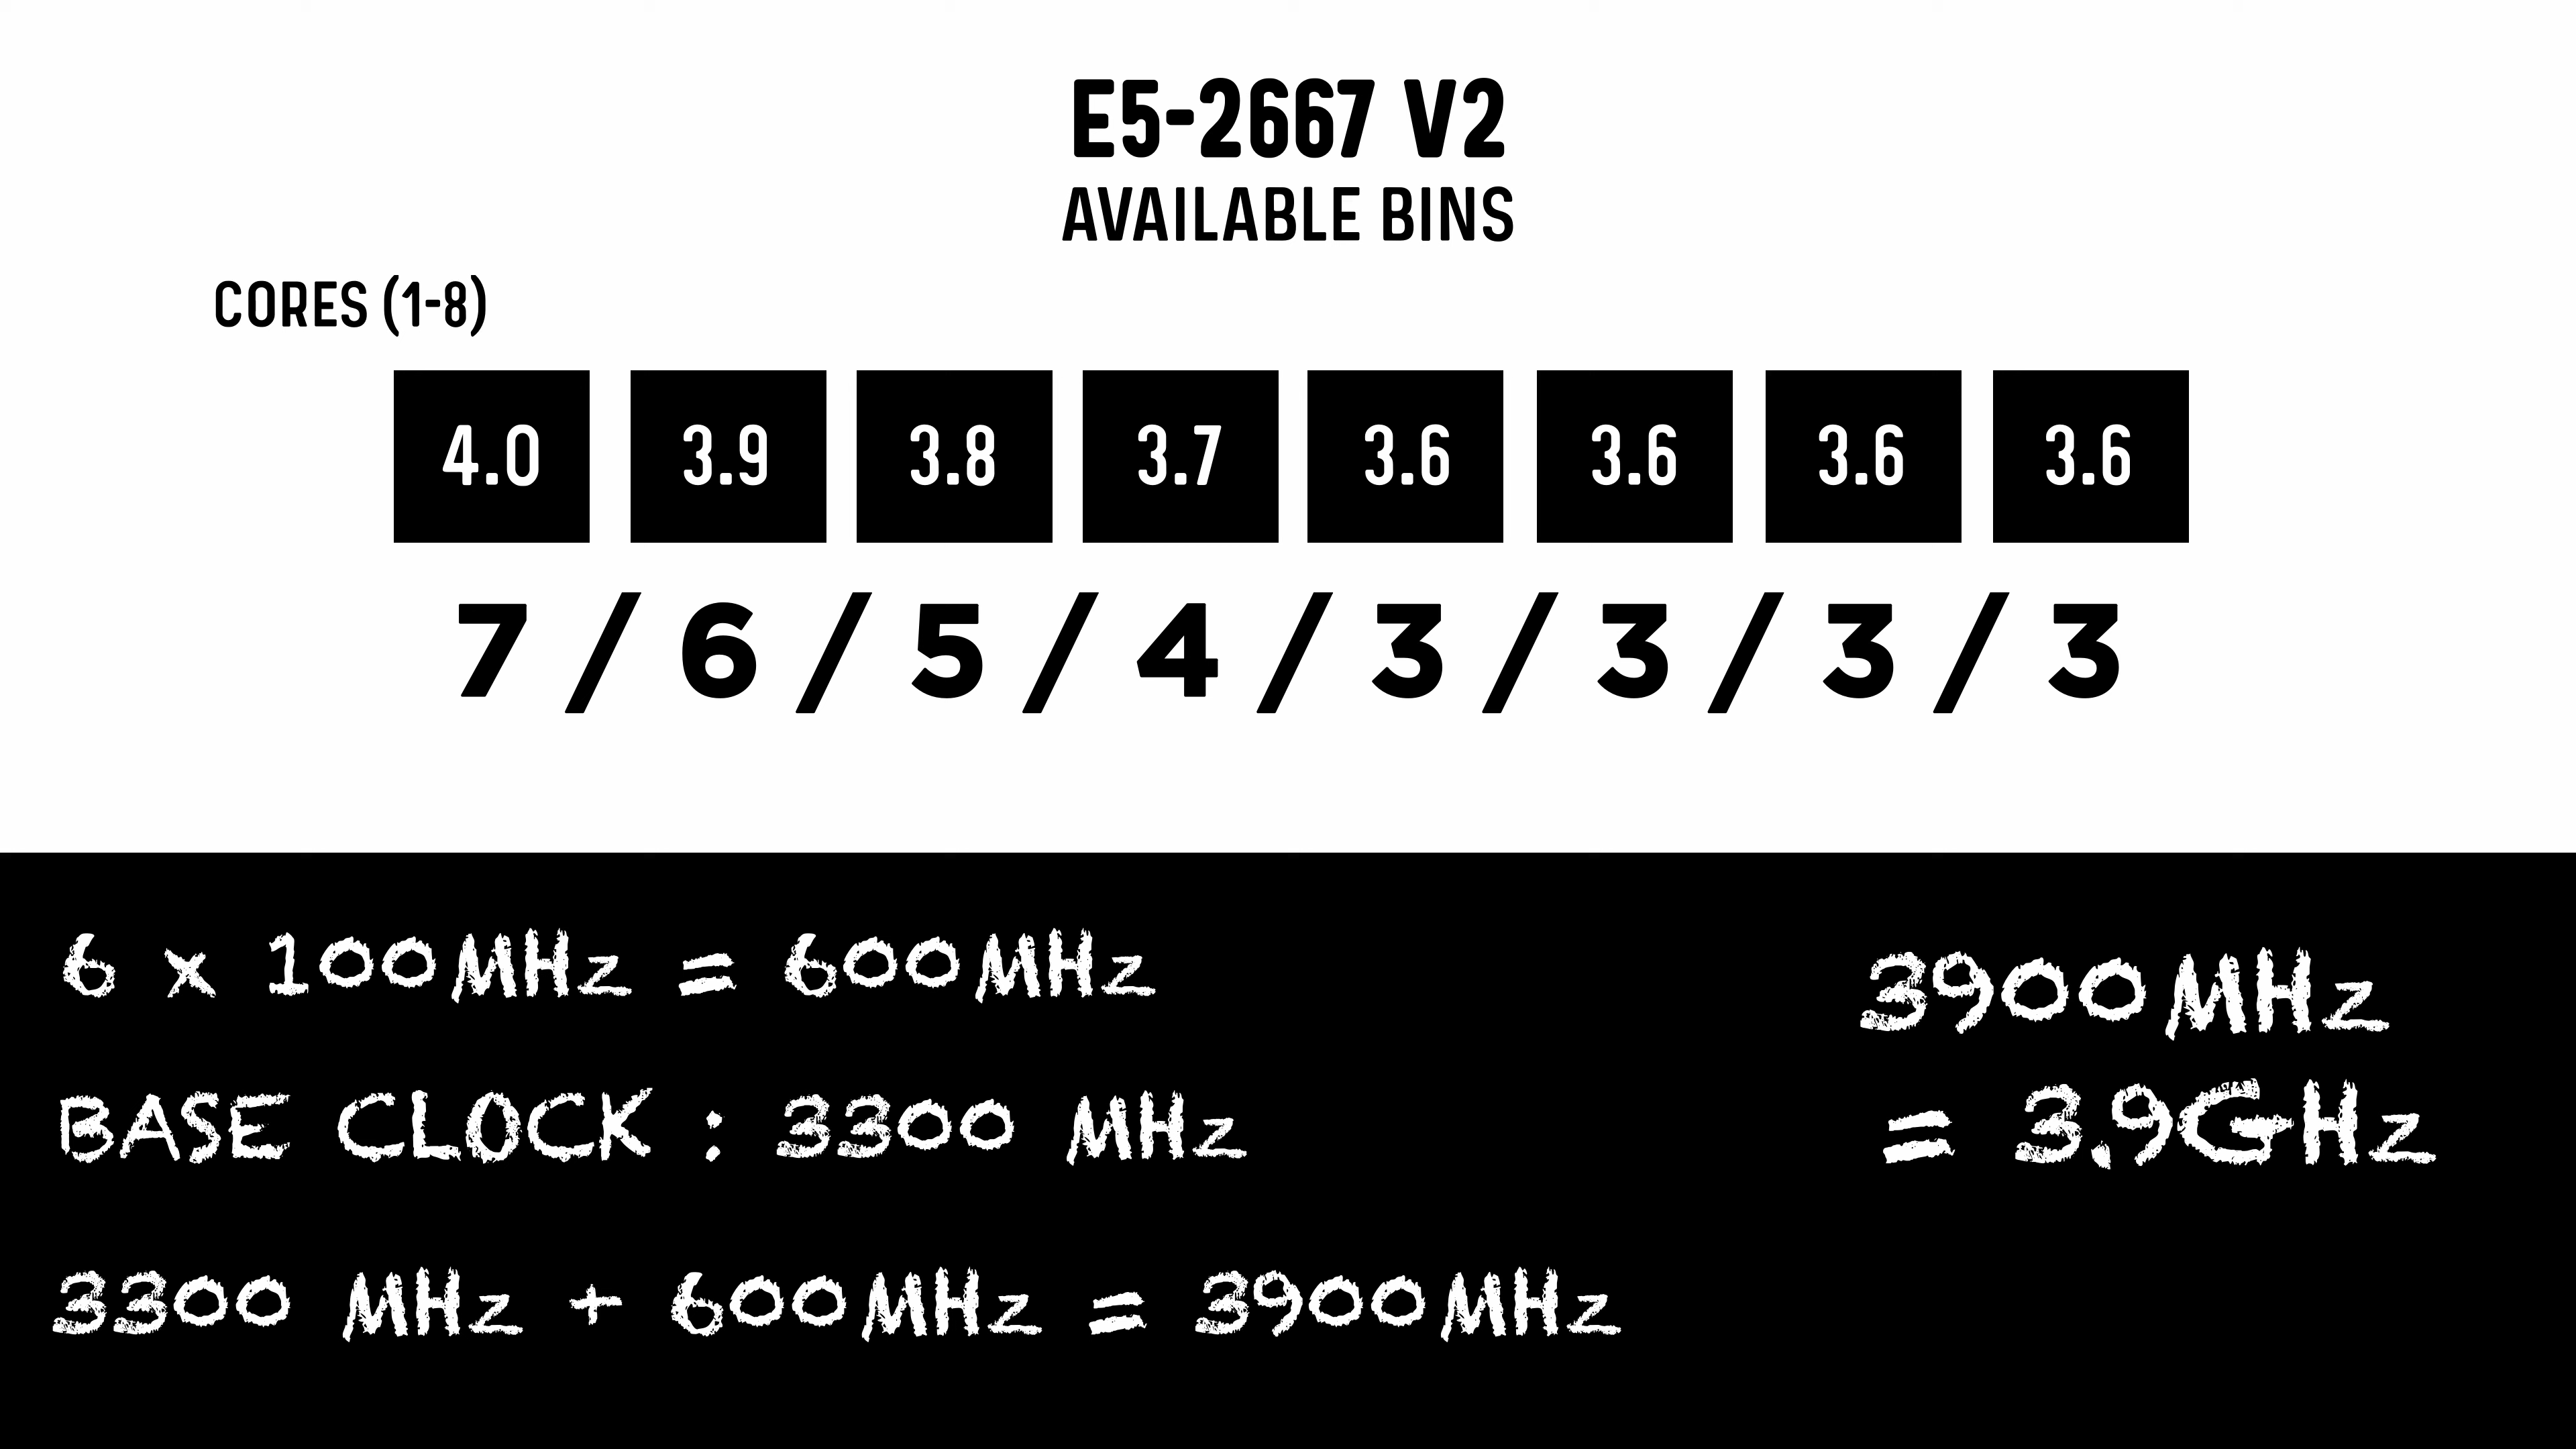 E5-2667 V2
AVAILABLE BINS
CORES (1-8)
4.0 3.9 3.8 3.7 3.6 3.6 3.6 3.6
7 / 6 / 5 / 4 / 3 / 3 / 3 / 3
6 x 100MHz = 600MHz
BASE CLOCK : 3300 MHz
3300 MHz + 600MHz = 3900MHz
3900MHz
= 3.9GHz